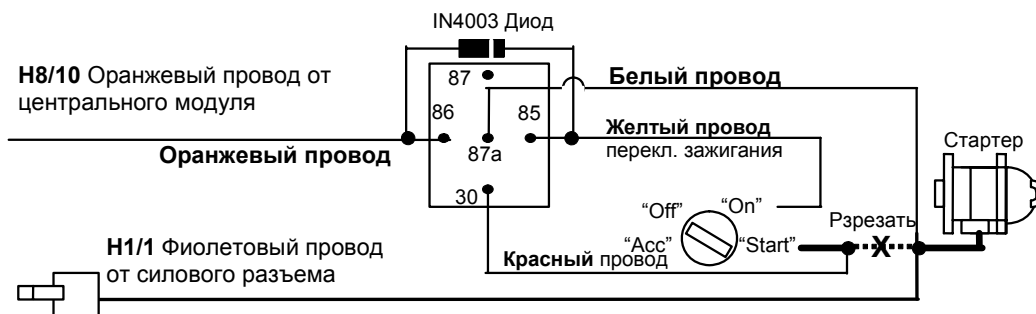 IN4003 Диод
H8/10 Оранжевый провод от
центрального модуля
87
Белый провод
86
85
Желтый провод
перекл. зажигания
Оранжевый провод
87a
Стартер
30
“Off”
“On”
Рзрезать
“Acc”
“Start”
H1/1 Фиолетовый провод
от силового разъема
Красный провод
X